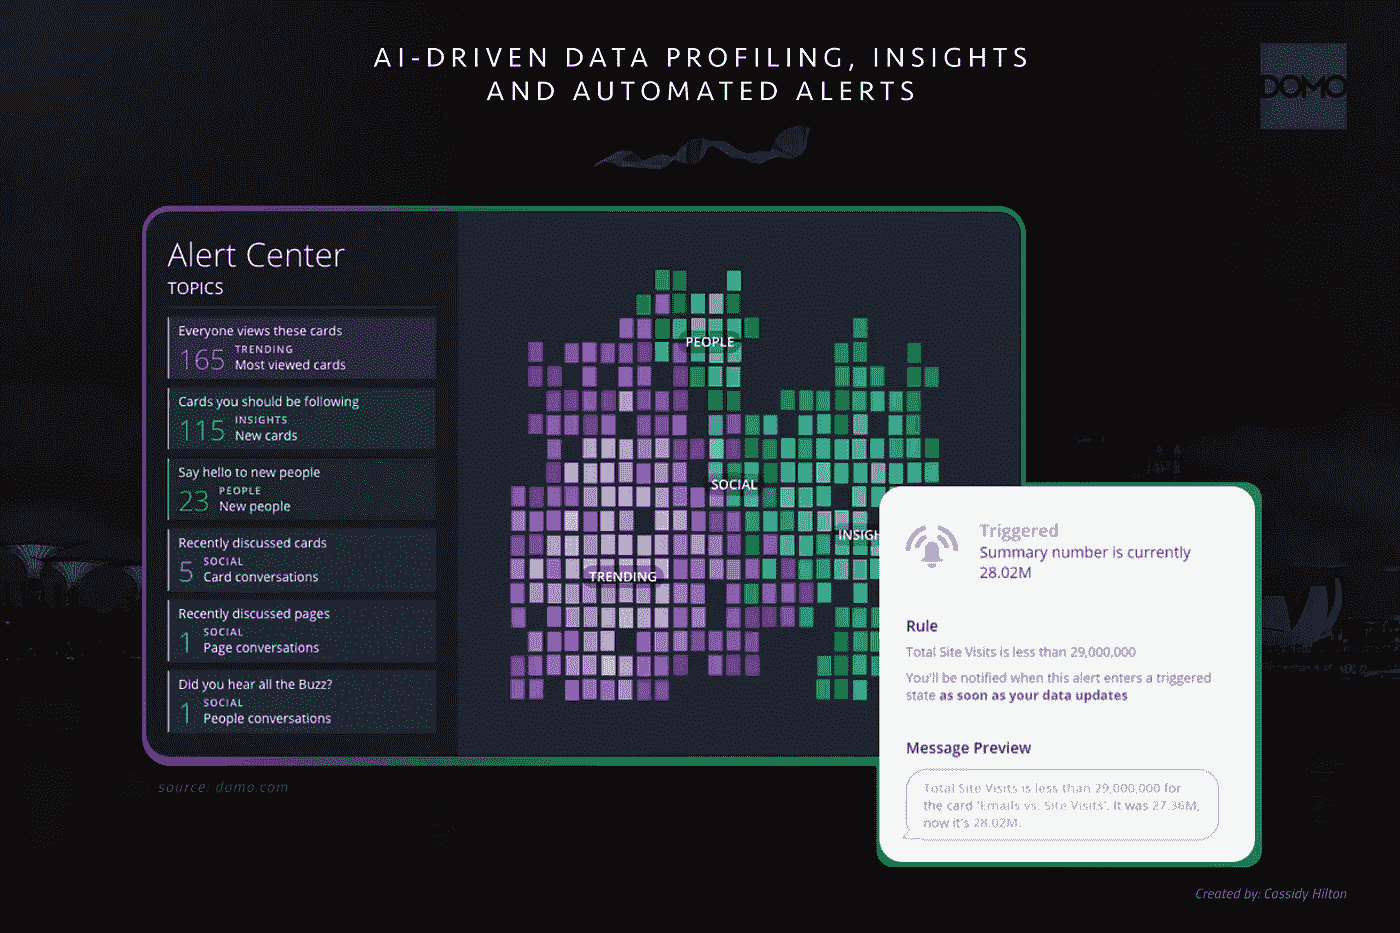 AI-DRIVEN DATA PROFILING, INSIGHTS
AND AUTOMATED ALERTS
DOMO
Alert Center
TOPICS
Everyone views these cards
165
TRENDING
Most viewed cards
Cards you should be following
115
INSIGHTS
New cards
Say hello to new people
23
PEOPLE
New people
Recently discussed cards
5
SOCIAL
Card conversations
Recently discussed pages
1
SOCIAL
Page conversations
Did you hear all the Buzz?
1
SOCIAL
People conversations
PEOPLE
SOCIAL
INSIGH
TRENDING
Triggered
Summary number is currently
28.02M
Rule
Total Site Visits is less than 29,000,000
You'll be notified when this alert enters a triggered
state as soon as your data updates
Message Preview
Total Site Visits is less than 29,000,000 for
the card 'Emails vs. Site Visits'. It was 27.36M,
now it's 28.02M.
source: domo.com
Created by: Cassidy Hilton